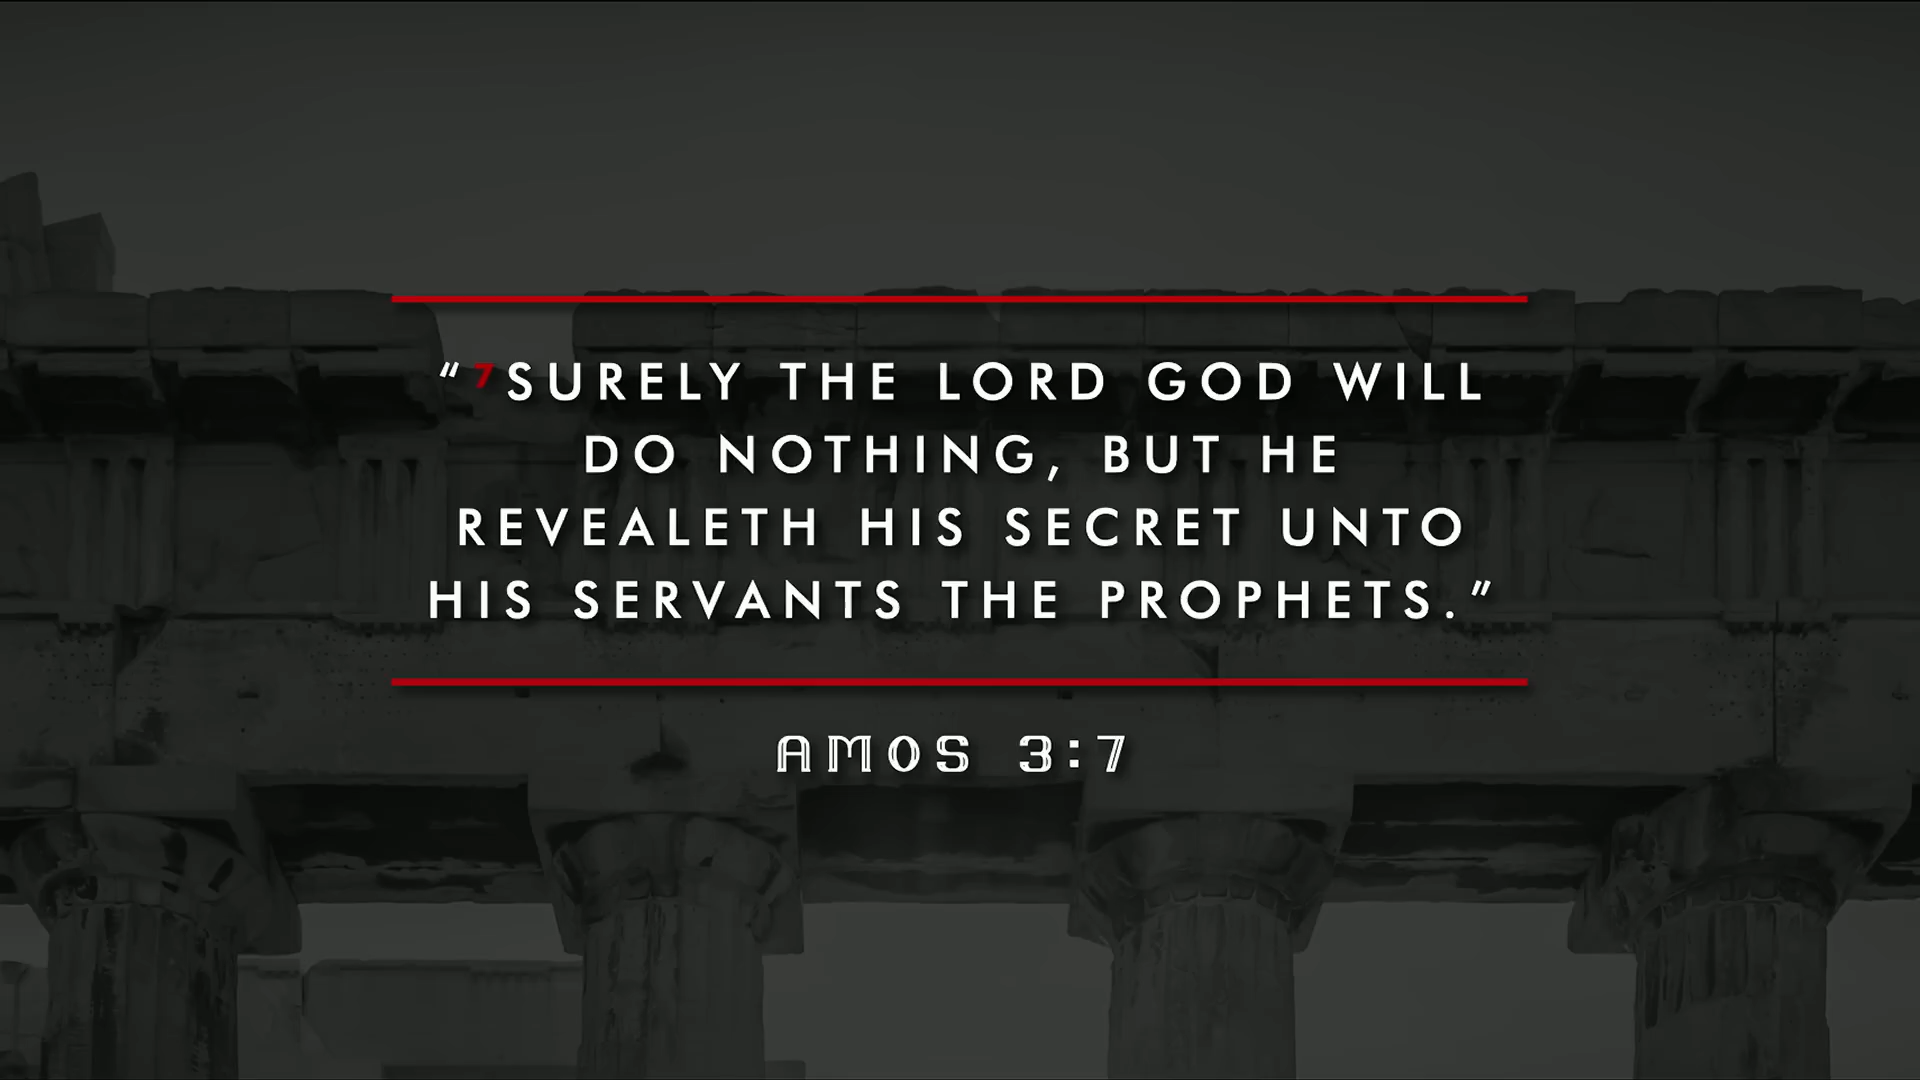 “7SURELY THE LORD GOD WILL
DO NOTHING, BUT HE
REVEALETH HIS SECRET UNTO
HIS SERVANTS THE PROPHETS.”
AMOS 3:7